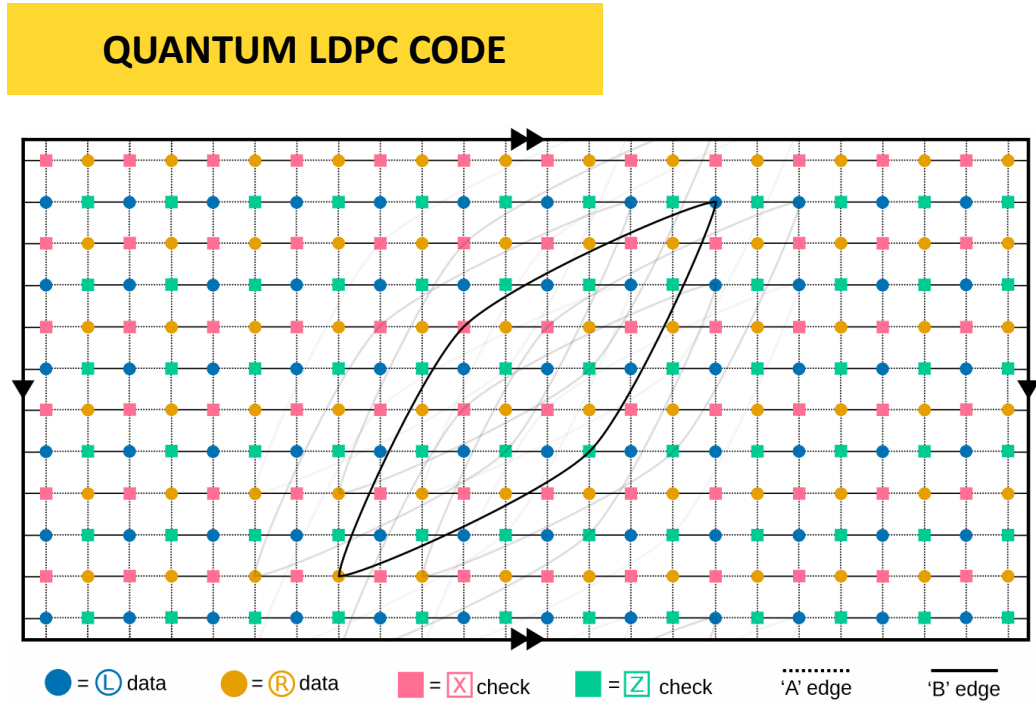 QUANTUM LDPC CODE
= L data
= R data
= X check
= Z check
'A' edge
'B' edge